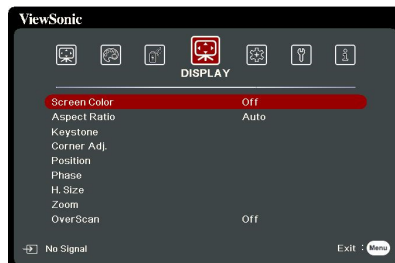 ViewSonic
DISPLAY
Screen Color Off
Aspect Ratio Auto
Keystone
Corner Adj.
Position
Phase
H. Size
Zoom
OverScan Off
No Signal
Exit : Menu